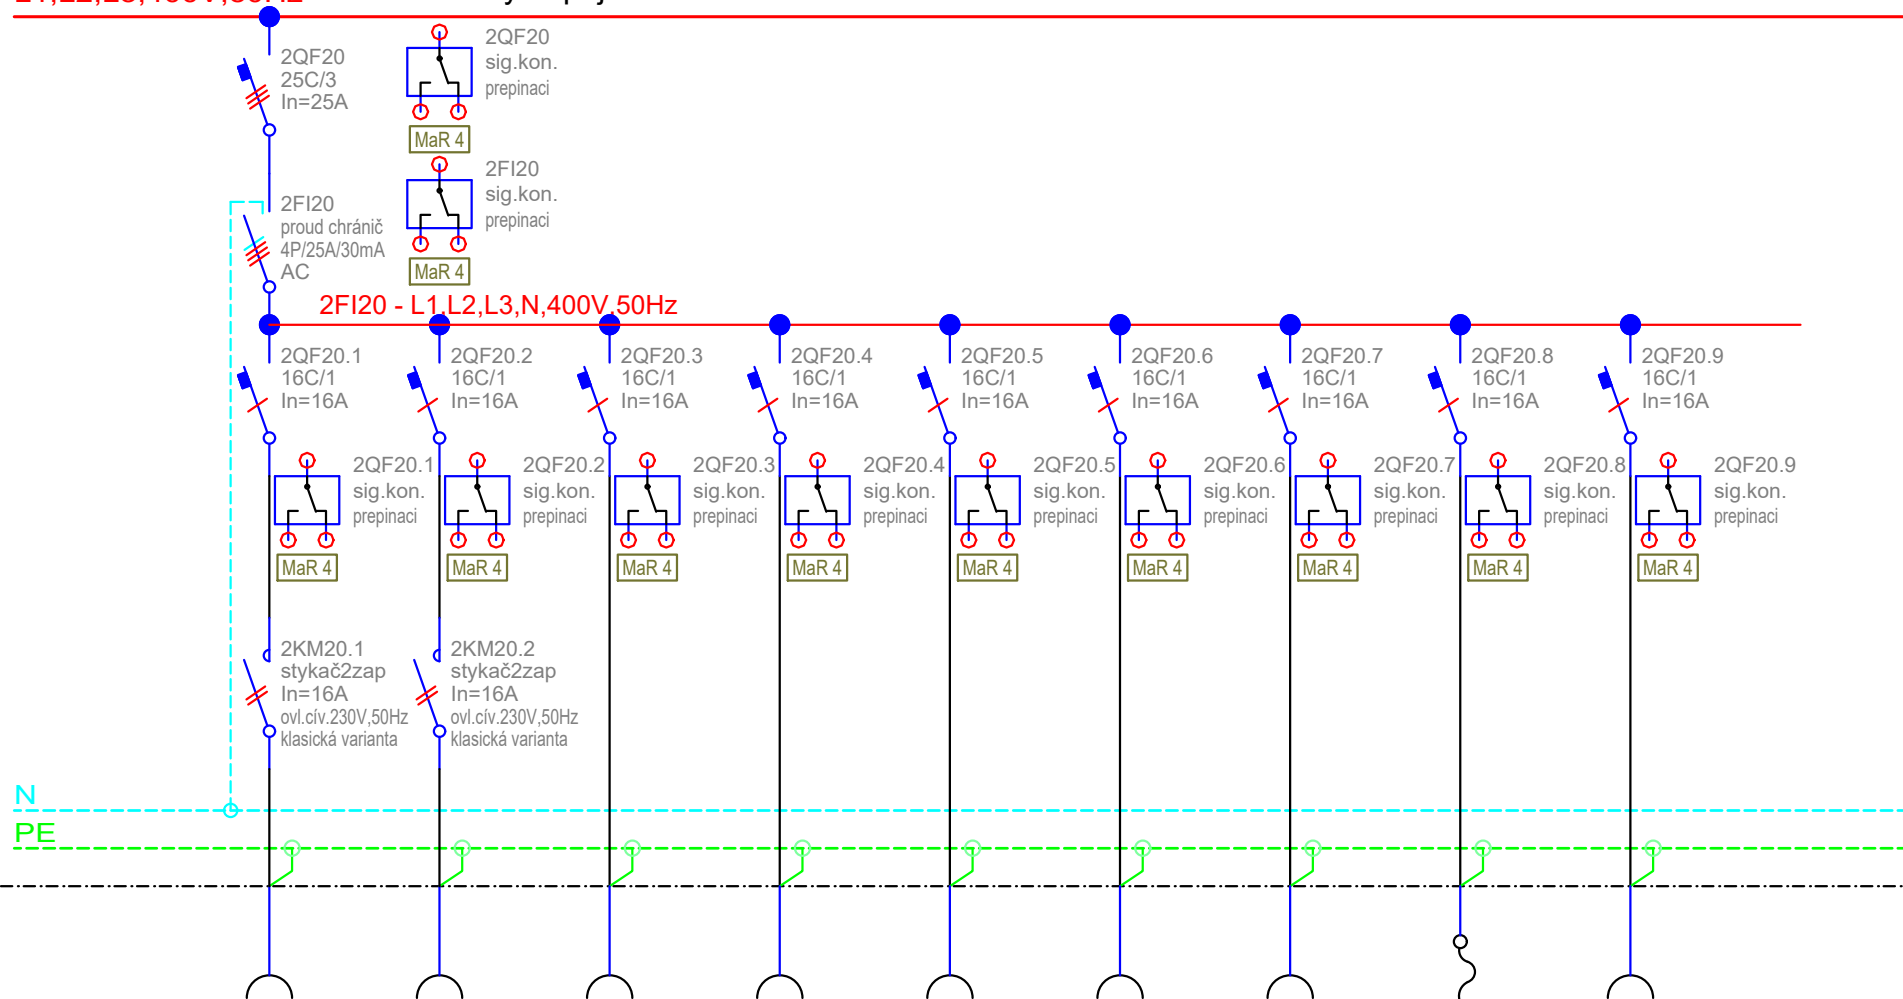 2QF20
25C/3
In=25A
2QF20
sig.kon.
prepinaci
MaR 4
2FI20
proud chránič
4P/25A/30mA
AC
2FI20
sig.kon.
prepinaci
MaR 4
2FI20 - L1,L2,L3,N,400V,50Hz
2QF20.1
16C/1
In=16A
2QF20.2
16C/1
In=16A
2QF20.3
16C/1
In=16A
2QF20.4
16C/1
In=16A
2QF20.5
16C/1
In=16A
2QF20.6
16C/1
In=16A
2QF20.7
16C/1
In=16A
2QF20.8
16C/1
In=16A
2QF20.9
16C/1
In=16A
2QF20.1
sig.kon.
prepinaci
MaR 4
2QF20.2
sig.kon.
prepinaci
MaR 4
2QF20.3
sig.kon.
prepinaci
MaR 4
2QF20.4
sig.kon.
prepinaci
MaR 4
2QF20.5
sig.kon.
prepinaci
MaR 4
2QF20.6
sig.kon.
prepinaci
MaR 4
2QF20.7
sig.kon.
prepinaci
MaR 4
2QF20.8
sig.kon.
prepinaci
MaR 4
2QF20.9
sig.kon.
prepinaci
MaR 4
2KM20.1
stykač2zap
In=16A
ovl.cív.230V,50Hz
klasická varianta
2KM20.2
stykač2zap
In=16A
ovl.cív.230V,50Hz
klasická varianta
N
PE